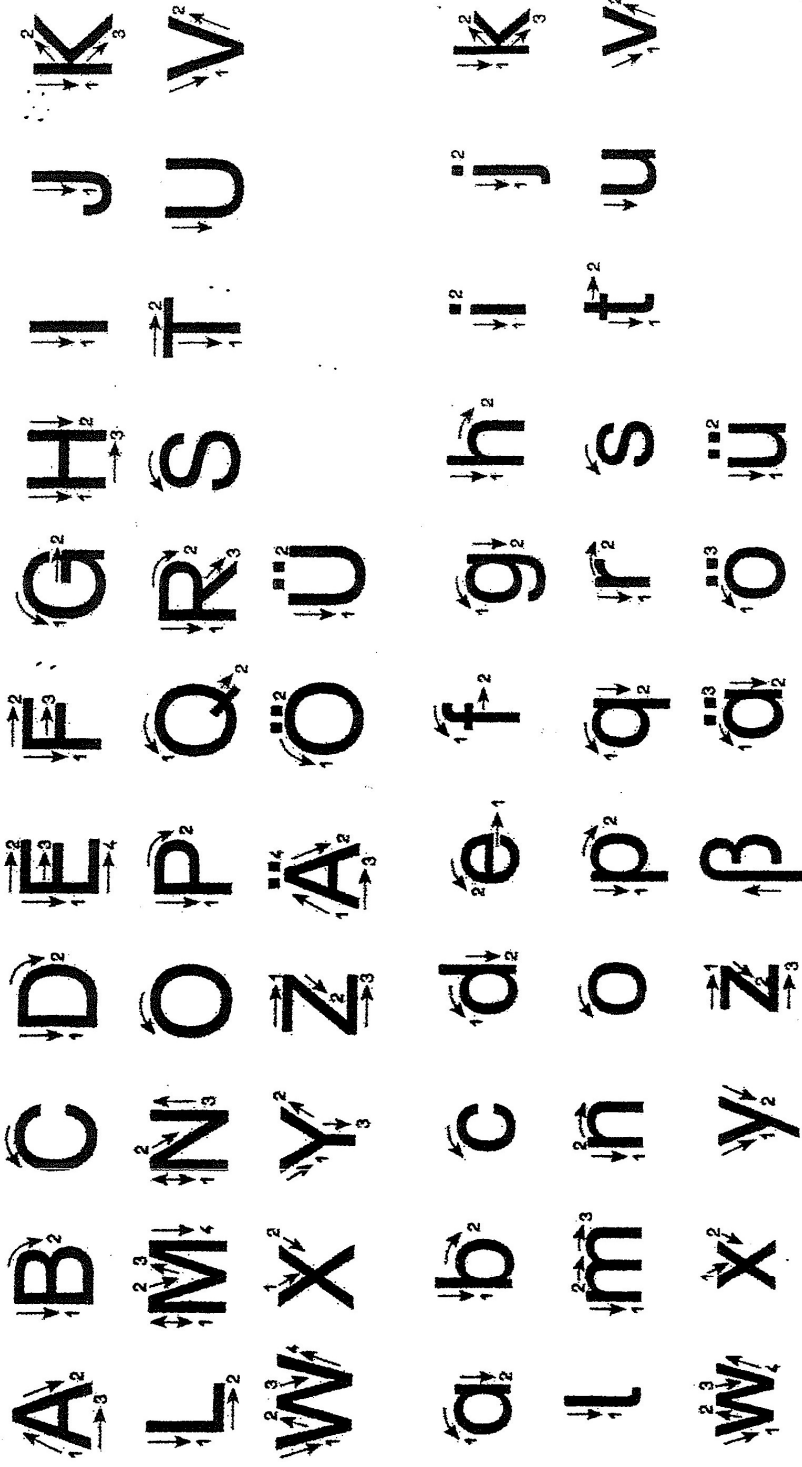 A B C D E F G H I J K
L M N O P Q R S T U V
W X Y Z Ä Ö Ü
a b c d e f g h i j k
l m n o p q r s t u v
w x y z ß ä ö ü